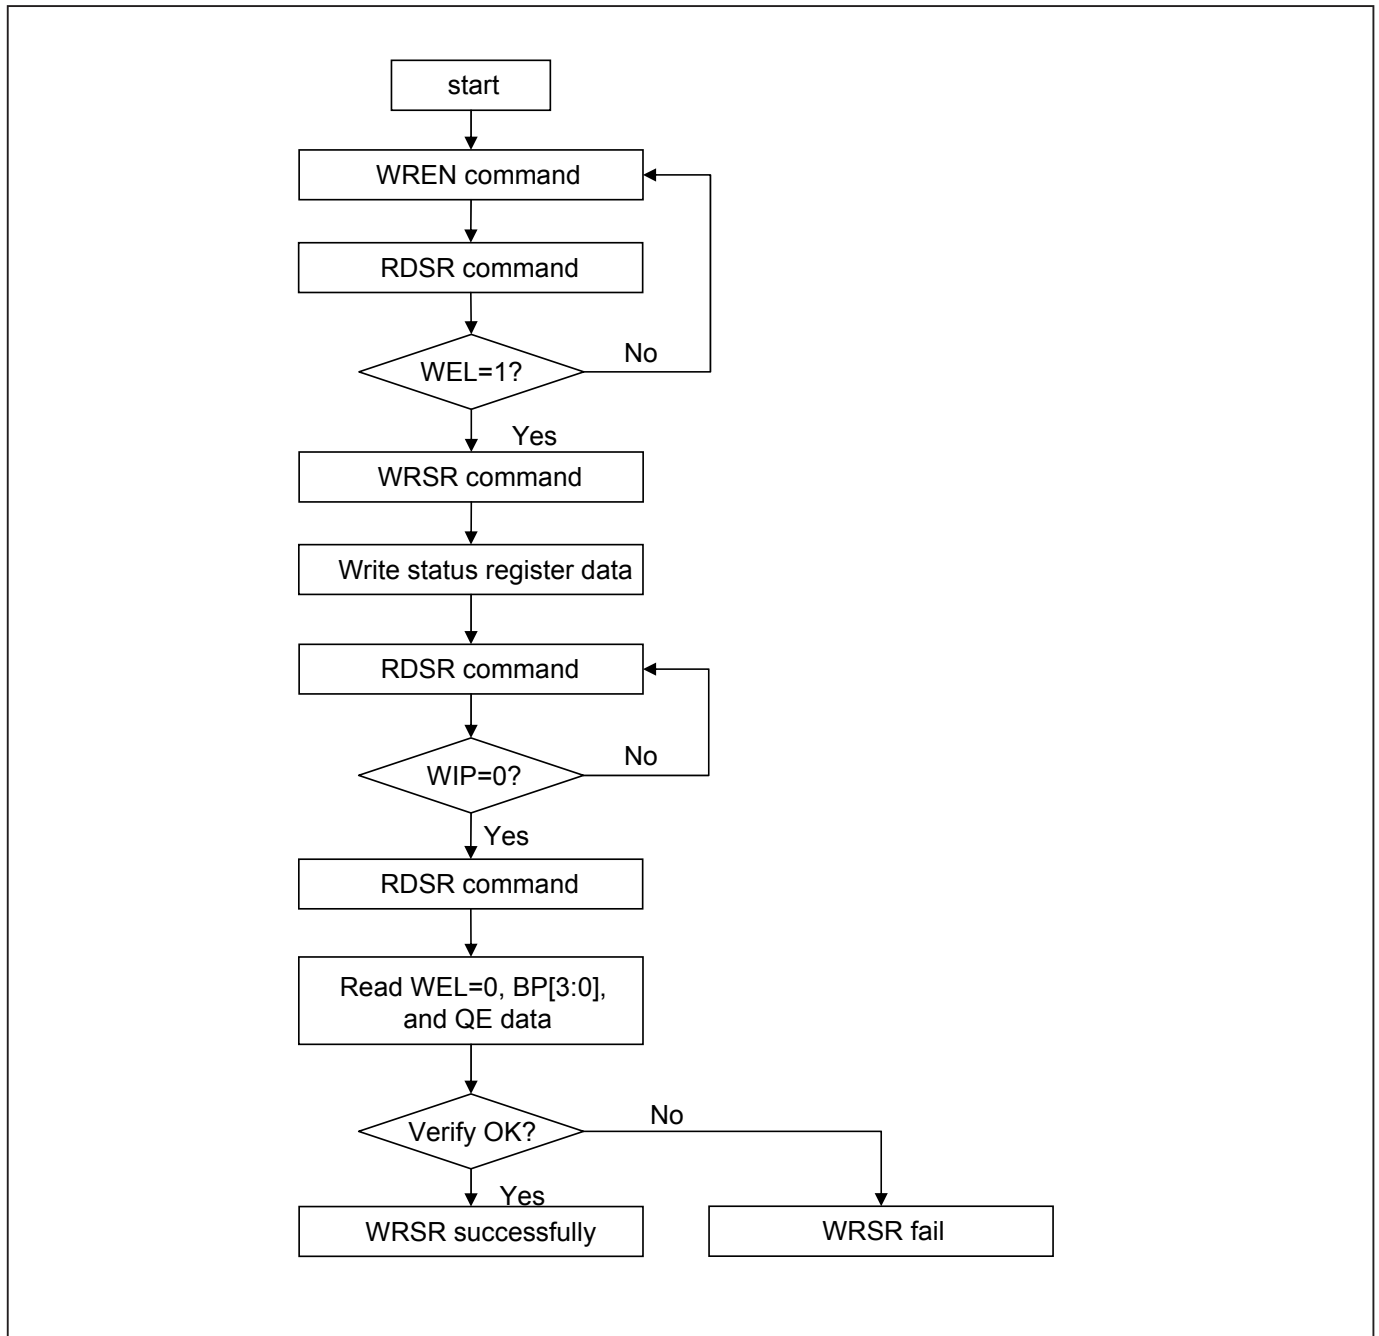 start
WREN command
RDSR command
No
WEL=1?
Yes
WRSR command
Write status register data
RDSR command
No
WIP=0?
Yes
RDSR command
Read WEL=0, BP[3:0],
and QE data
No
Verify OK?
Yes
WRSR successfully
WRSR fail